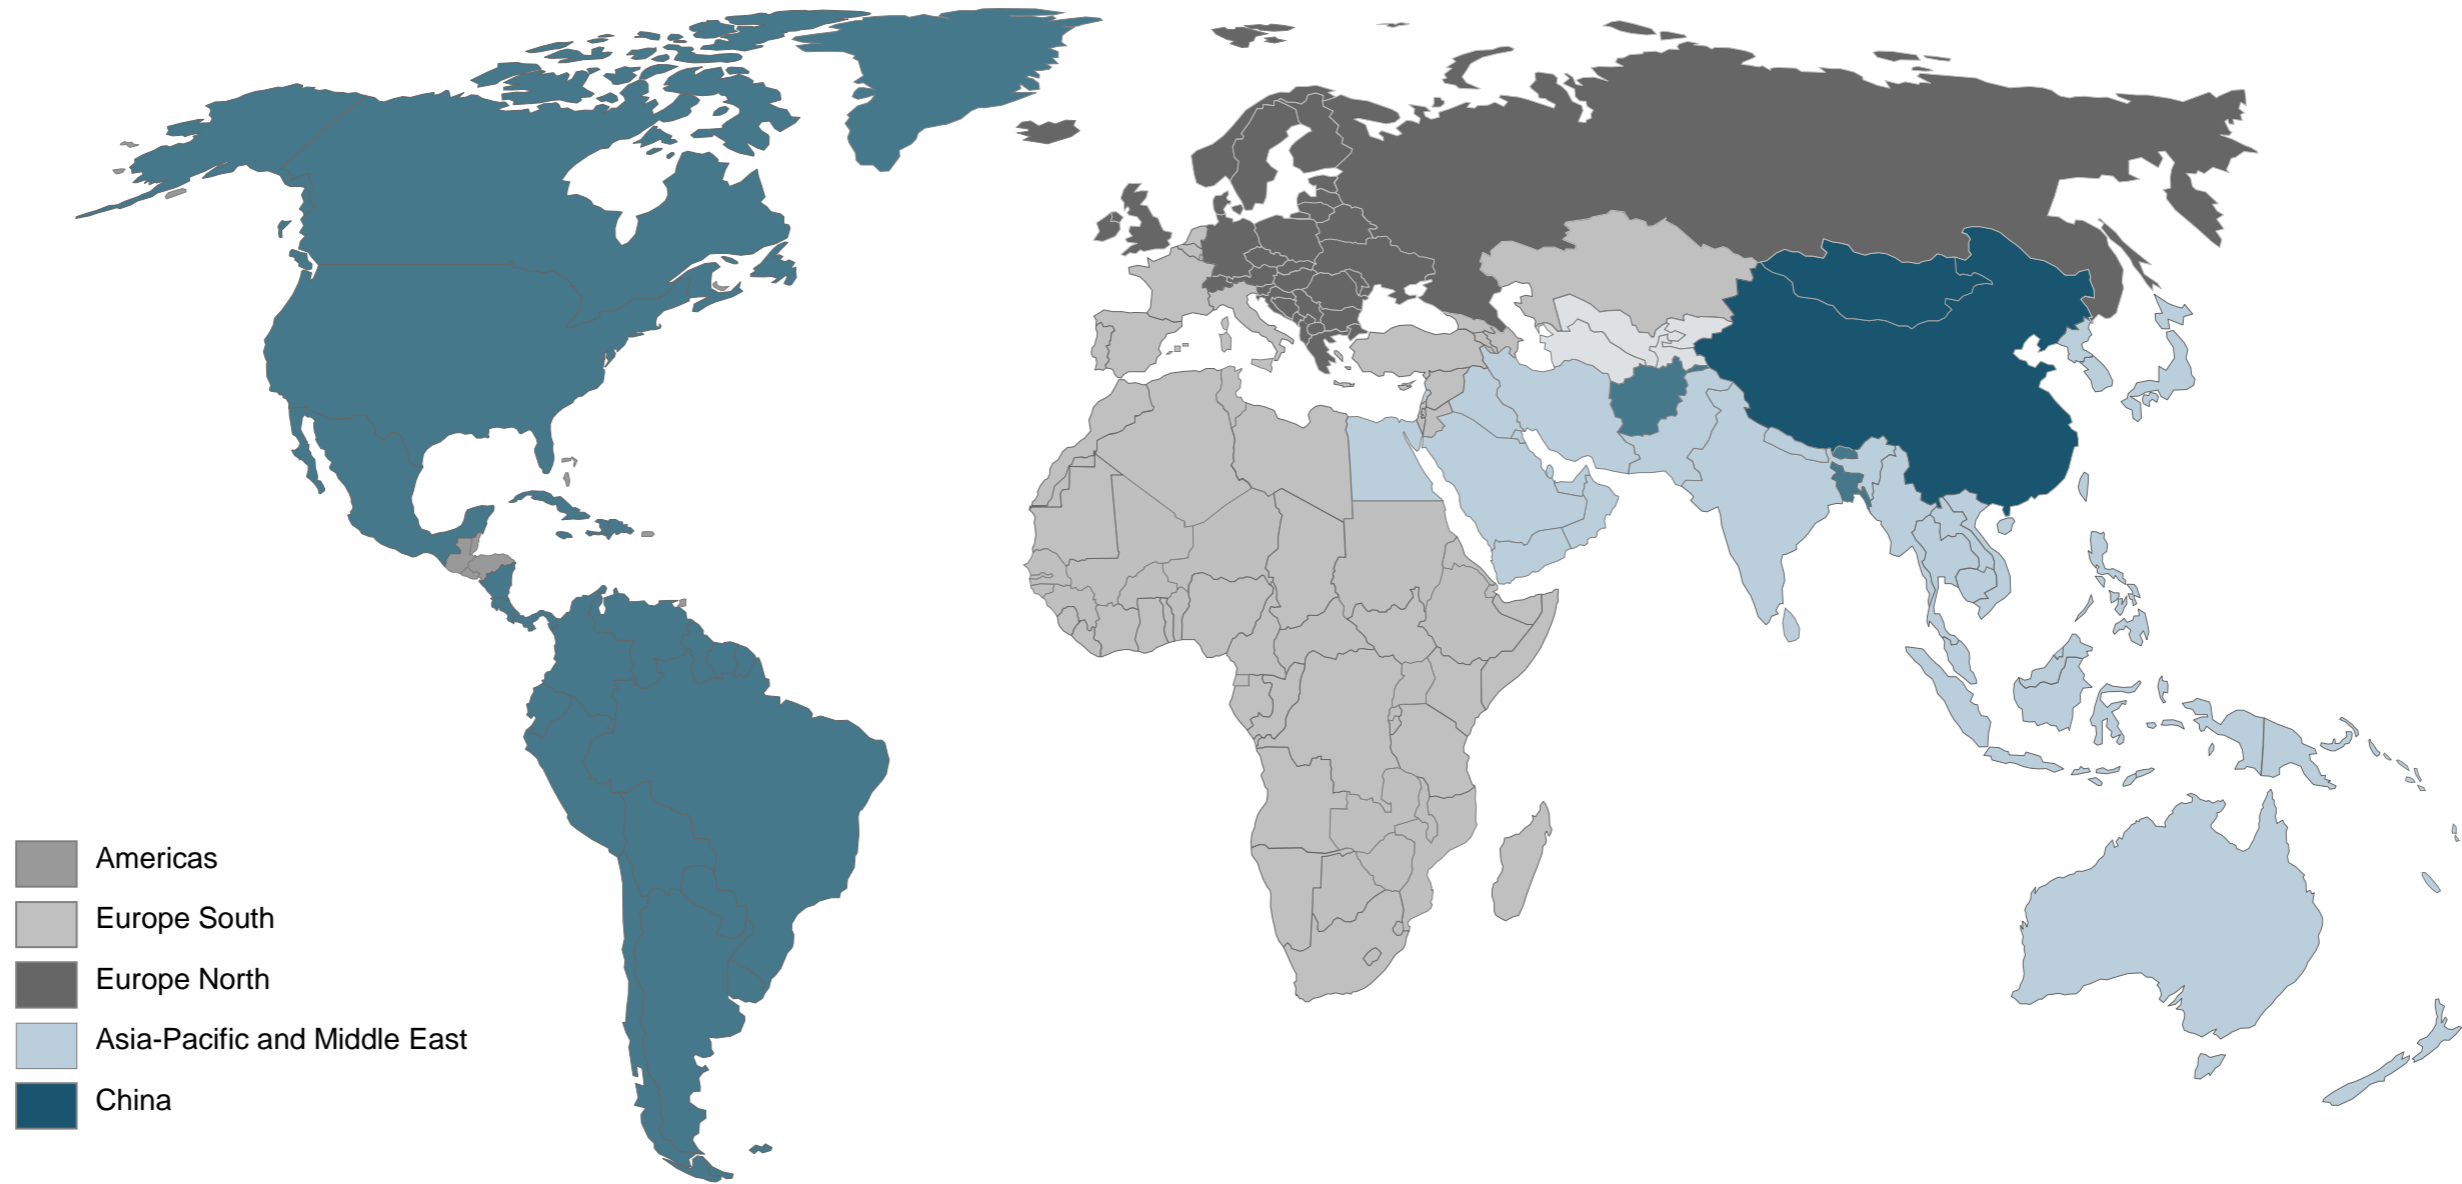 Americas
Europe South
Europe North
Asia-Pacific and Middle East
China